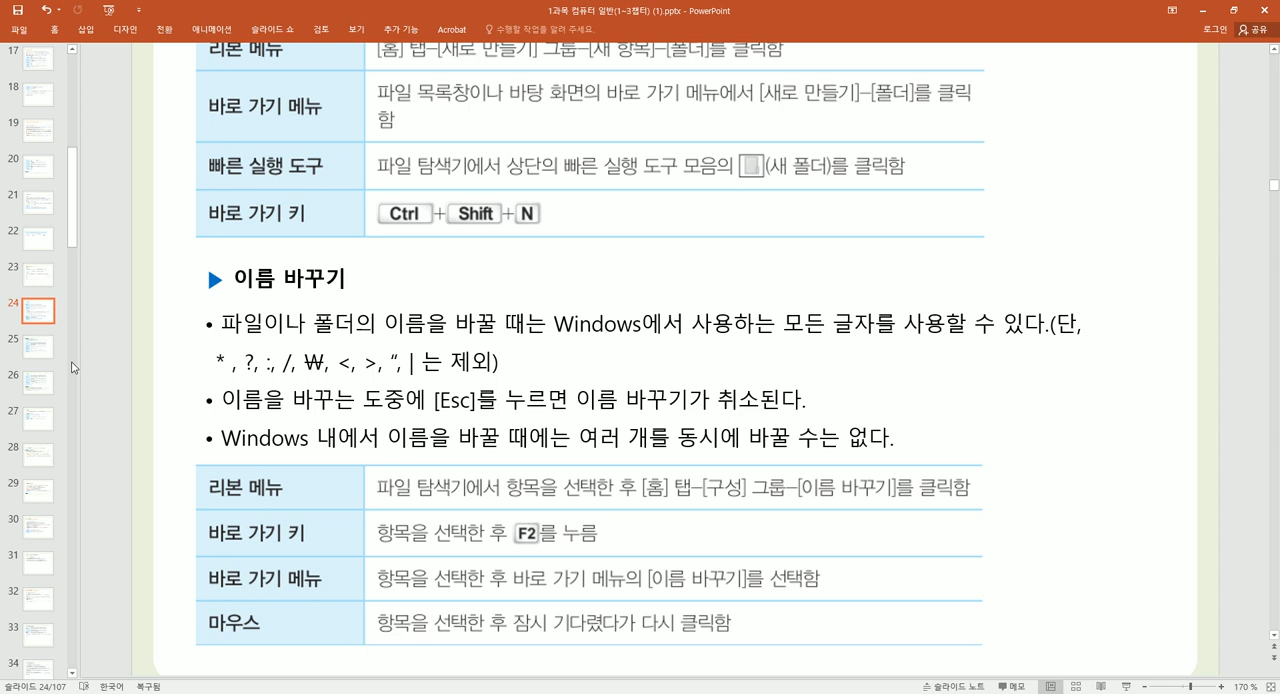 1과목 컴퓨터 일반(1~3챕터) (1).pptx - PowerPoint
파일 홈 삽입 디자인 전환 애니메이션 슬라이드 쇼 검토 보기 추가 기능 Acrobat 수행할 작업을 알려 주세요. 로그인 공유
리본 메뉴 [홈] 탭-[새로 만들기] 그룹-[새 항목]-[폴더]를 클릭함
바로 가기 메뉴 파일 목록창이나 바탕 화면의 바로 가기 메뉴에서 [새로 만들기]-[폴더]를 클릭
함
빠른 실행 도구 파일 탐색기에서 상단의 빠른 실행 도구 모음의 (새 폴더)를 클릭함
바로 가기 키 Ctrl+Shift+N
▶ 이름 바꾸기
• 파일이나 폴더의 이름을 바꿀 때는 Windows에서 사용하는 모든 글자를 사용할 수 있다.(단,
* , ?, :, /, ₩, <, >, “, | 는 제외)
• 이름을 바꾸는 도중에 [Esc]를 누르면 이름 바꾸기가 취소된다.
• Windows 내에서 이름을 바꿀 때에는 여러 개를 동시에 바꿀 수는 없다.
리본 메뉴 파일 탐색기에서 항목을 선택한 후 [홈] 탭-[구성] 그룹-[이름 바꾸기]를 클릭함
바로 가기 키 항목을 선택한 후 F2를 누름
바로 가기 메뉴 항목을 선택한 후 바로 가기 메뉴의 [이름 바꾸기]를 선택함
마우스 항목을 선택한 후 잠시 기다렸다가 다시 클릭함
17
18
19
20
21
22
23
24
25
26
27
28
29
30
31
32
33
34
슬라이드 24/107 한국어 복구됨 슬라이드 노트 메모 170 %